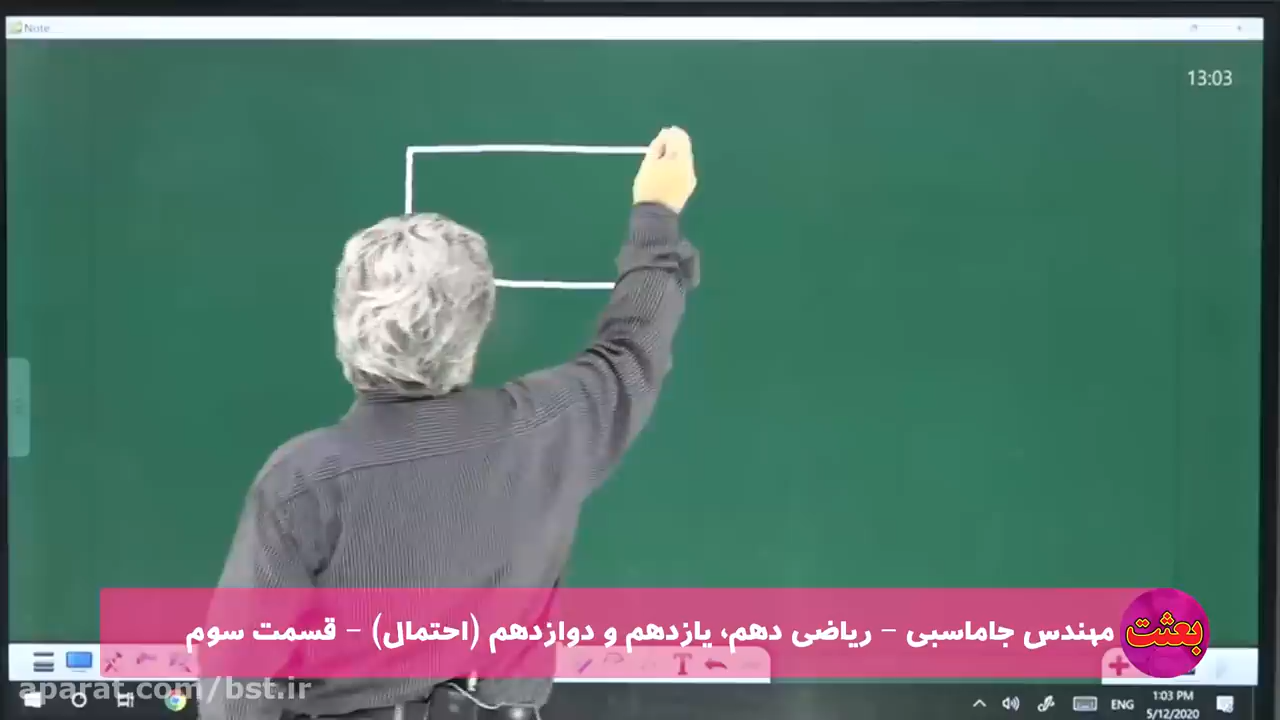 Note
13:03
مهندس جاماسبی – ریاضی دهم، یازدهم و دوازدهم (احتمال) – قسمت سوم
بعثت
aparat.com/bst.ir
T
ENG
1:03 PM
5/12/2020